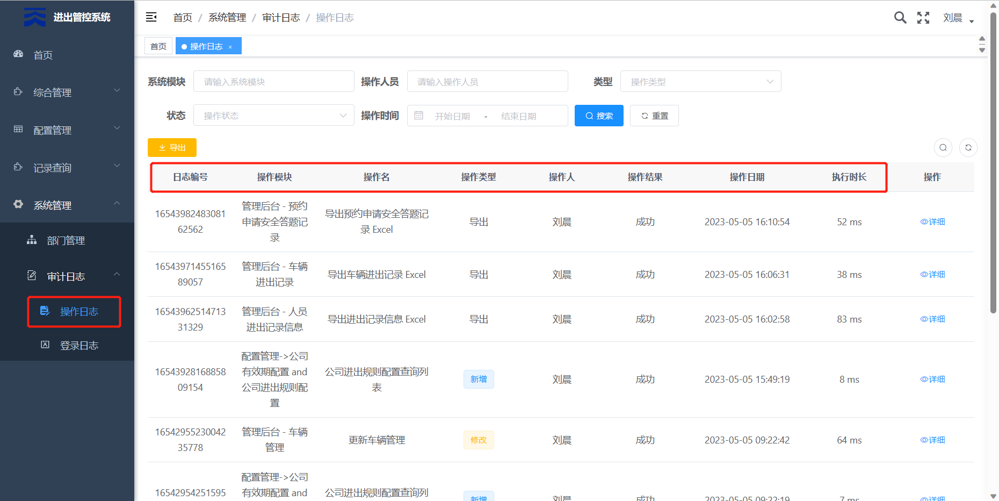 进出管控系统
首页
综合管理
配置管理
记录查询
系统管理
部门管理
审计日志
操作日志
登录日志
首页 / 系统管理 / 审计日志 / 操作日志
刘晨
首页
操作日志 ×
系统模块 请输入系统模块 操作人员 请输入操作人员 类型 操作类型
状态 操作状态 操作时间 开始日期 - 结束日期 搜索 重置
导出
日志编号 操作模块 操作名 操作类型 操作人 操作结果 操作日期 执行时长 操作
16543982483081
62562
管理后台 - 预约
申请安全答题记
录
导出预约申请安全答题记
录 Excel
导出 刘晨 成功 2023-05-05 16:10:54 52 ms 详细
16543971455165
89057
管理后台 - 车辆
进出记录
导出车辆进出记录 Excel
导出 刘晨 成功 2023-05-05 16:06:31 38 ms 详细
16543962514713
31329
管理后台 - 人员
进出记录信息
导出进出记录信息 Excel
导出 刘晨 成功 2023-05-05 16:02:58 83 ms 详细
16543928168858
09154
配置管理->公司
有效期配置 and
公司进出规则配
置
公司进出规则配置查询列
表
新增 刘晨 成功 2023-05-05 15:49:19 8 ms 详细
16542955230042
35778
管理后台 - 车辆
管理
更新车辆管理
修改 刘晨 成功 2023-05-05 09:22:42 64 ms 详细
16542954251595
配置管理->公司
有效期配置 and
公司进出规则配置查询列
新增 刘晨 成功 2023-05-05 09:22:19 7 ms 详细